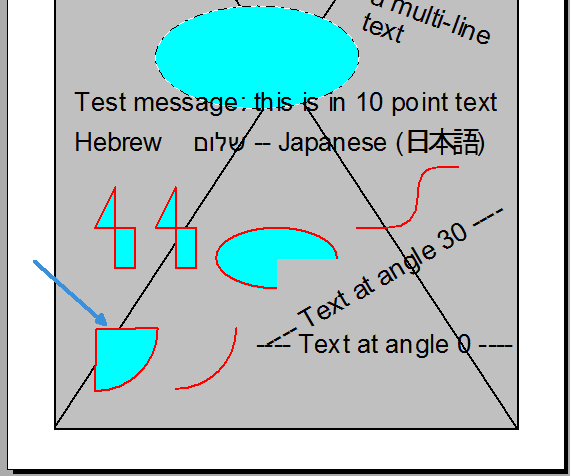 a multi-line
text
Test message: this is in 10 point text
Hebrew שלום -- Japanese (日本語)
---- Text at angle 30 ----
---- Text at angle 0 ----